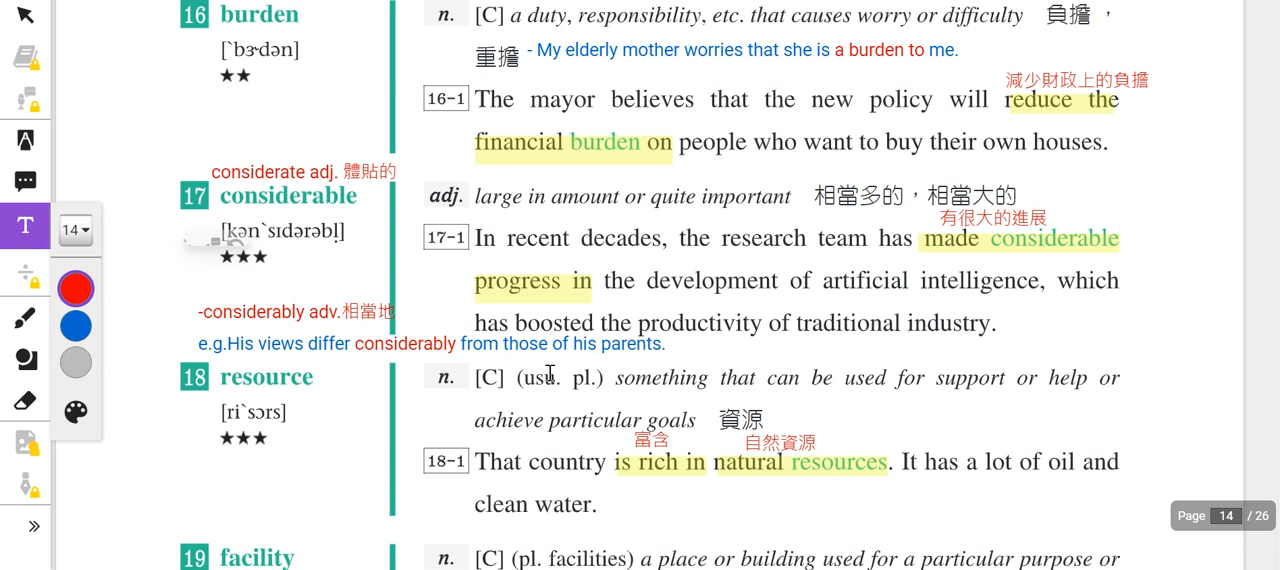 16 burden n. [C] a duty, responsibility, etc. that causes worry or difficulty 負擔，
[ˋbɝdən] 重擔 - My elderly mother worries that she is a burden to me.
★★
減少財政上的負擔
16-1 The mayor believes that the new policy will reduce the
financial burden on people who want to buy their own houses.
considerate adj. 體貼的
17 considerable adj. large in amount or quite important 相當多的，相當大的
有很大的進展
[kənˋsɪdərəbḷ] 17-1 In recent decades, the research team has made considerable
★★★
progress in the development of artificial intelligence, which
-considerably adv.相當地
has boosted the productivity of traditional industry.
e.g.His views differ considerably from those of his parents.
18 resource n. [C] (usu. pl.) something that can be used for support or help or
[riˋsɔrs] achieve particular goals 資源
★★★
富含 自然資源
18-1 That country is rich in natural resources. It has a lot of oil and
clean water.
19 facility n. [C] (pl. facilities) a place or building used for a particular purpose or
T
14
Page 14 / 26